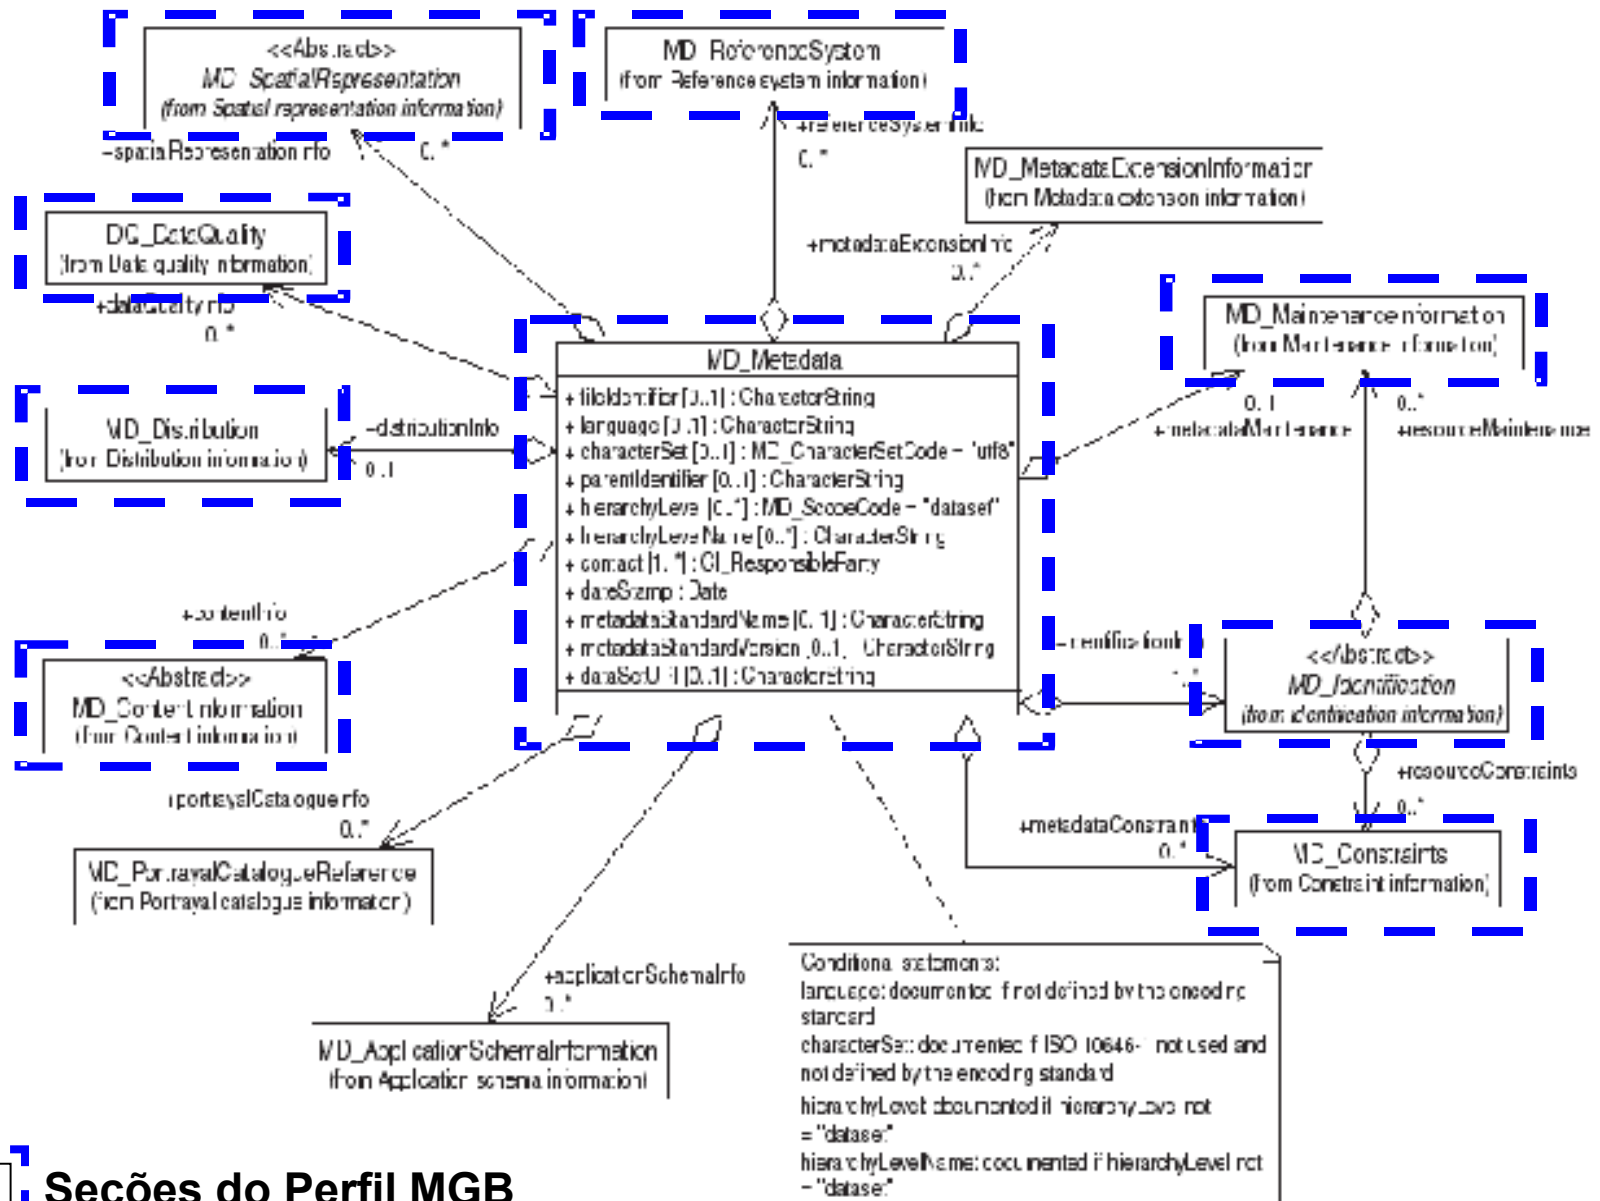 <<Abstract>>
MD_SpatialRepresentation
(from Spatial representation information)
MD_ReferenceSystem
(from Reference system information)
+spatialRepresentationInfo
0..*
+referenceSystemInfo
0..*
MD_MetadataExtensionInformation
(from Metadata extension information)
+metadataExtensionInfo
0..*
DQ_DataQuality
(from Data quality information)
+dataQualityInfo
0..*
MD_MaintenanceInformation
(from Maintenance information)
0..1
+metadataMaintenance
0..*
+resourceMaintenance
MD_Distribution
(from Distribution information)
+distributionInfo
0..1
MD_Metadata
+ fileIdentifier [0..1] : CharacterString
+ language [0..1] : CharacterString
+ characterSet [0..1] : MD_CharacterSetCode = "utf8"
+ parentIdentifier [0..1] : CharacterString
+ hierarchyLevel [0..*] : MD_ScopeCode = "dataset"
+ hierarchyLevelName [0..*] : CharacterString
+ contact [1..*] : CI_ResponsibleParty
+ dateStamp : Date
+ metadataStandardName [0..1] : CharacterString
+ metadataStandardVersion [0..1] : CharacterString
+ dataSetURI [0..1] : CharacterString
+contentInfo
0..*
<<Abstract>>
MD_ContentInformation
(from Content information)
+identificationInfo
1..*
<<Abstract>>
MD_Identification
(from Identification information)
+resourceConstraints
0..*
+portrayalCatalogueInfo
0..*
MD_PortrayalCatalogueReference
(from Portrayal catalogue information)
+metadataConstraints
0..*
MD_Constraints
(from Constraint information)
+applicationSchemaInfo
0..*
MD_ApplicationSchemaInformation
(from Application schema information)
Conditional statements:
language: documented if not defined by the encoding
standard
characterSet: documented if ISO 10646-1 not used and
not defined by the encoding standard
hierarchyLevel: documented if hierarchyLevel not
= "dataset"
hierarchyLevelName: documented if hierarchyLevel not
= "dataset"
Seções do Perfil MGB